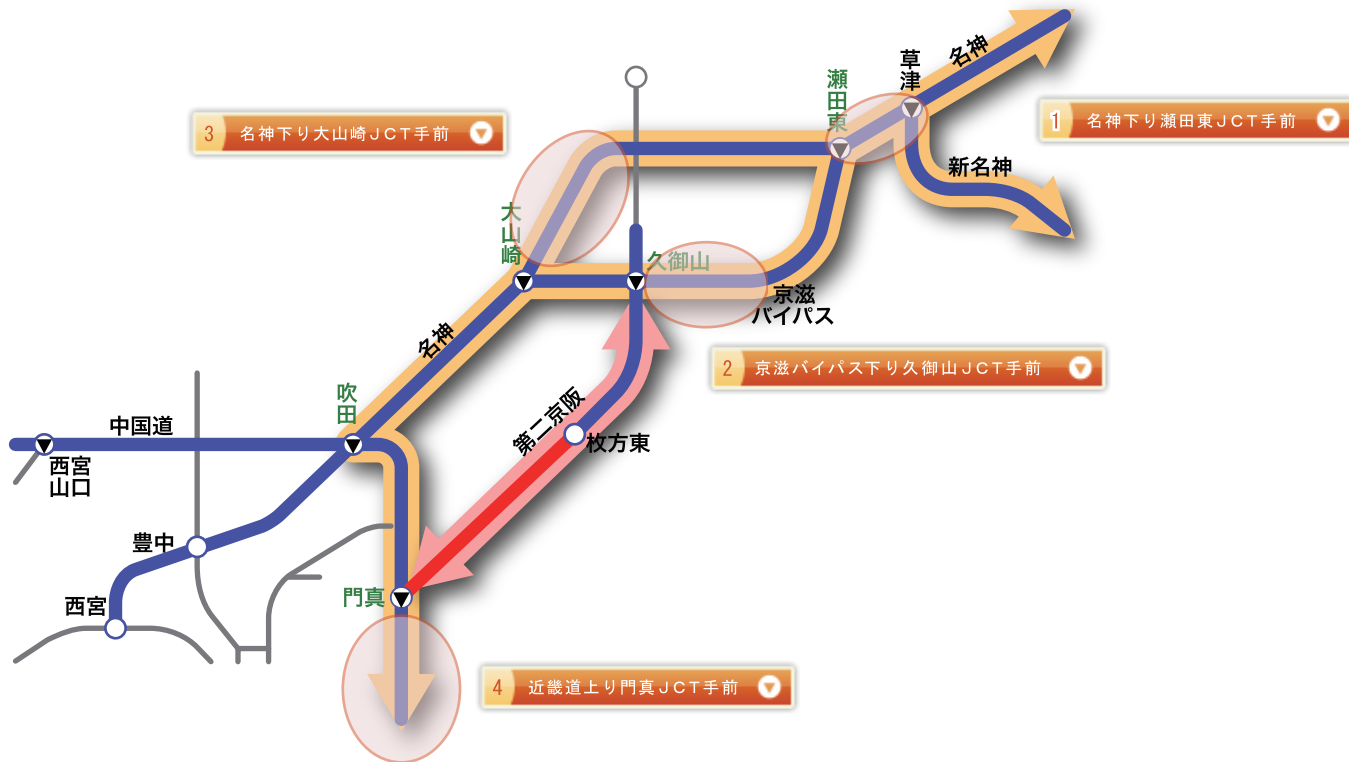 名神
草津
瀬田東
3 名神下り大山崎JCT手前
1 名神下り瀬田東JCT手前
新名神
大山崎
久御山
京滋
バイパス
名神
2 京滋バイパス下り久御山JCT手前
吹田
第二京阪
中国道
枚方東
西宮
山口
豊中
門真
西宮
4 近畿道上り門真JCT手前